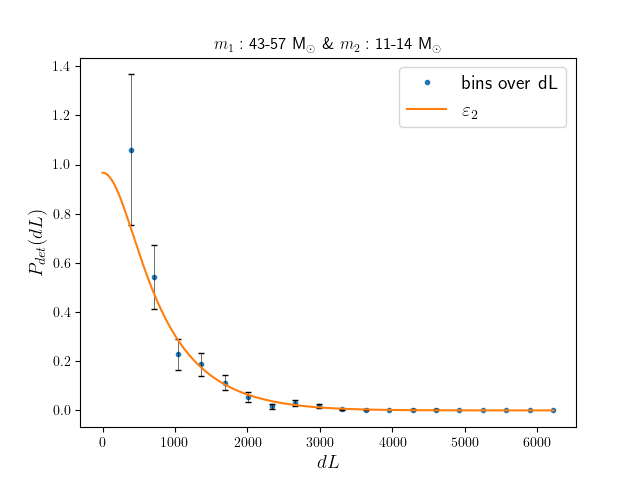 m₁ : 43-57 M⊙ & m₂ : 11-14 M⊙
bins over dL
ε₂
P_det(dL)
1.4
1.2
1.0
0.8
0.6
0.4
0.2
0.0
0 1000 2000 3000 4000 5000 6000
dL